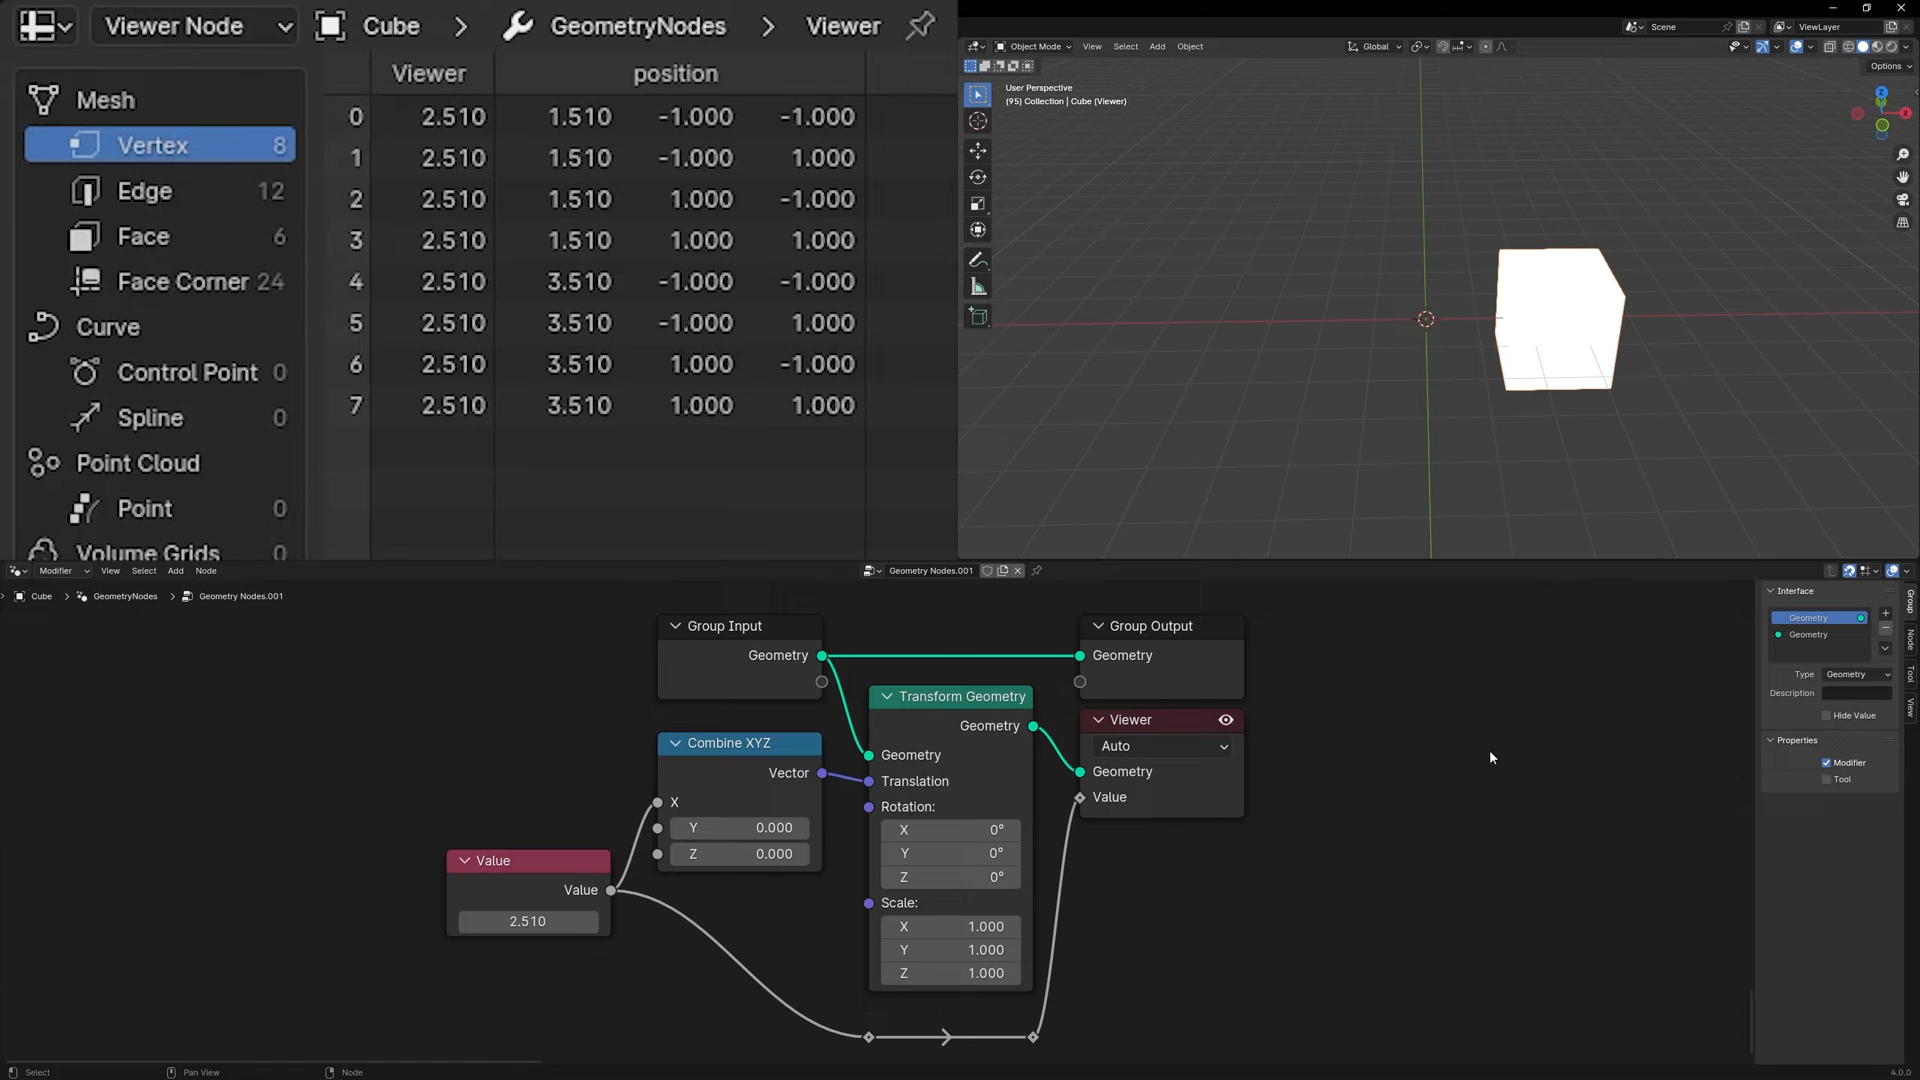 Viewer Node
Cube
GeometryNodes
Viewer
Mesh
Vertex 8
Edge 12
Face 6
Face Corner 24
Curve
Control Point 0
Spline 0
Point Cloud
Point 0
Volume Grids 0
Viewer position
0 2.510 1.510 -1.000 -1.000
1 2.510 1.510 -1.000 1.000
2 2.510 1.510 1.000 -1.000
3 2.510 1.510 1.000 1.000
4 2.510 3.510 -1.000 -1.000
5 2.510 3.510 -1.000 1.000
6 2.510 3.510 1.000 -1.000
7 2.510 3.510 1.000 1.000
Scene
ViewLayer
Object Mode View Select Add Object
Global
Options
User Perspective
(95) Collection | Cube (Viewer)
Z
X
Modifier View Select Add Node
Geometry Nodes.001
Cube
GeometryNodes
Geometry Nodes.001
Group Input
Geometry
Combine XYZ
Vector
X
Y 0.000
Z 0.000
Value
Value
2.510
Transform Geometry
Geometry
Geometry
Translation
Rotation:
X 0°
Y 0°
Z 0°
Scale:
X 1.000
Y 1.000
Z 1.000
Group Output
Geometry
Viewer
Auto
Geometry
Value
Interface
Geometry
Geometry
Type Geometry
Description
Hide Value
Properties
Modifier
Tool
Group
Node
Tool
View
Select
Pan View
Node
4.0.0